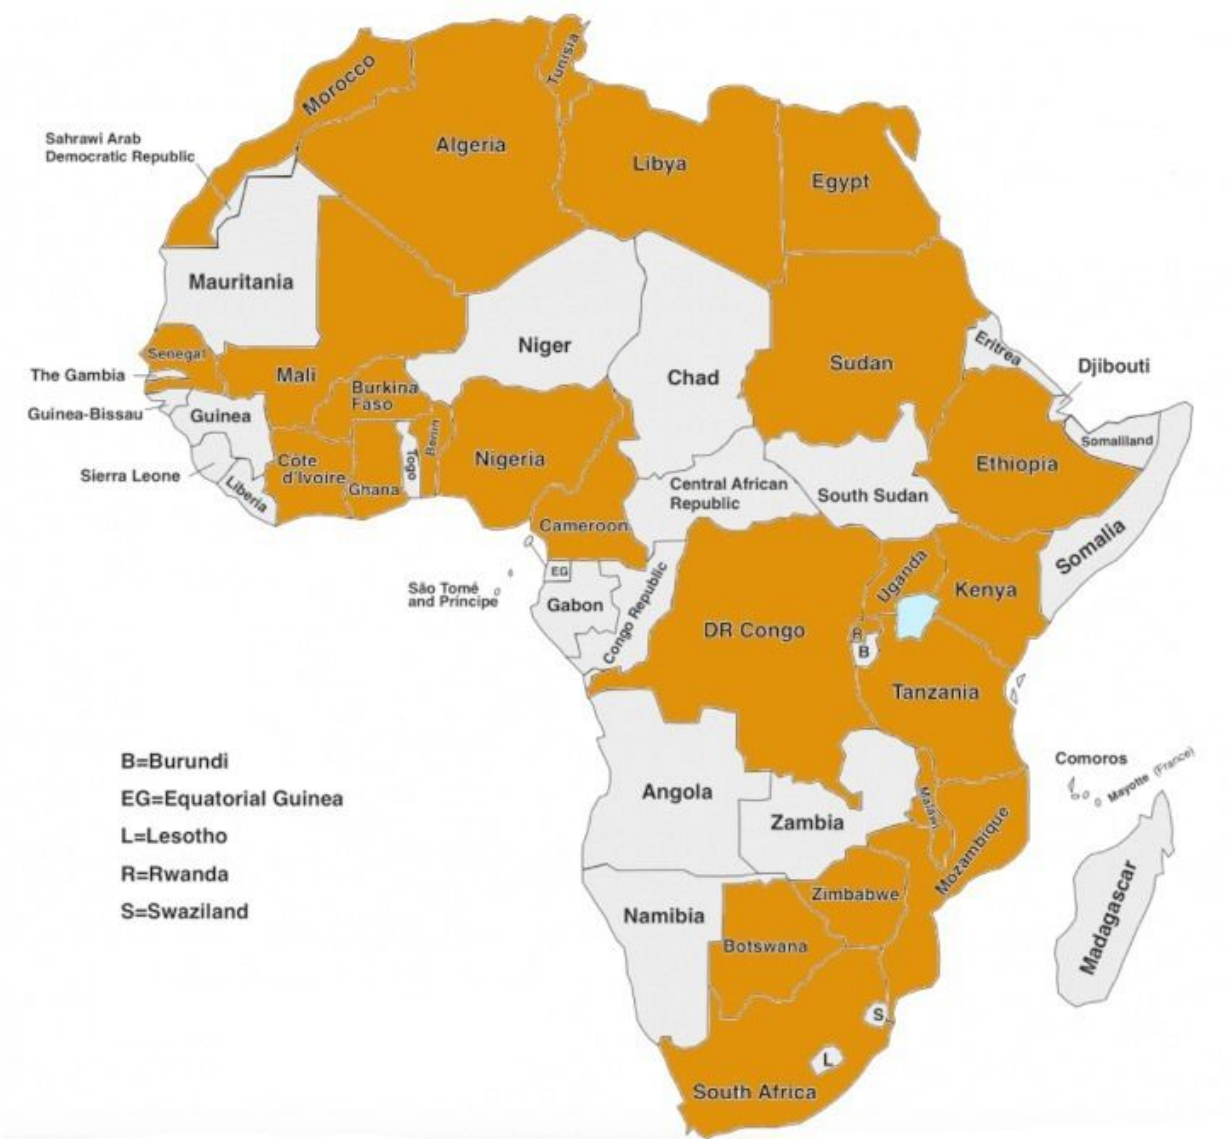 Morocco
Tunisia
Algeria
Libya
Egypt
Sahrawi Arab
Democratic Republic
Mauritania
Niger
Chad
Sudan
Eritrea
Djibouti
Senegal
The Gambia
Mali
Burkina
Faso
Guinea-Bissau
Guinea
Benin
Togo
Nigeria
Ethiopia
Somaliland
Sierra Leone
Liberia
Côte
d'Ivoire
Ghana
Cameroon
Central African
Republic
South Sudan
Somalia
EG
São Tomé
and Príncipe
Gabon
Congo Republic
DR Congo
Uganda
Kenya
R
B
Tanzania
B=Burundi
EG=Equatorial Guinea
L=Lesotho
R=Rwanda
S=Swaziland
Angola
Zambia
Malawi
Mozambique
Comoros
Mayotte (France)
Madagascar
Zimbabwe
Namibia
Botswana
S
L
South Africa